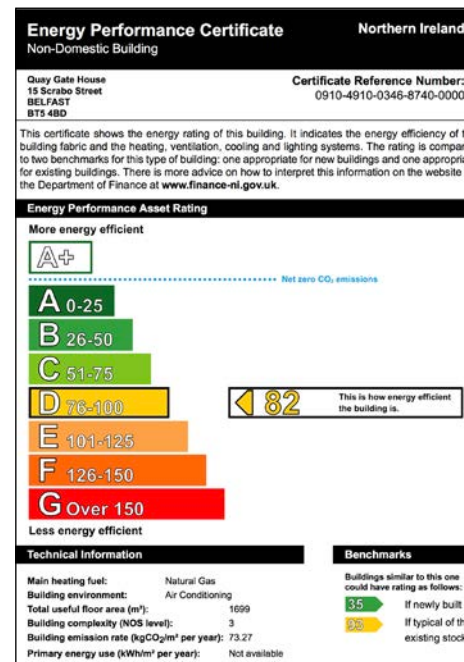 Energy Performance Certificate
Northern Ireland
Non-Domestic Building
Quay Gate House
15 Scrabo Street
BELFAST
BT5 4BD
Certificate Reference Number:
0910-4910-0346-8740-0000
This certificate shows the energy rating of this building. It indicates the energy efficiency of
building fabric and the heating, ventilation, cooling and lighting systems. The rating is
to two benchmarks for this type of building: one appropriate for new buildings and one
for existing buildings. There is more advice on how to interpret this information on the website
the Department of Finance at www.finance-ni.gov.uk.
Energy Performance Asset Rating
More energy efficient
A+
Net zero CO₂ emissions
A 0-25
B 26-50
C 51-75
D 76-100
82
This is how energy efficient
the building is.
E 101-125
F 126-150
G Over 150
Less energy efficient
Technical Information
Main heating fuel: Natural Gas
Building environment: Air Conditioning
Total useful floor area (m²): 1699
Building complexity (NOS level): 3
Building emission rate (kgCO₂/m² per year): 73.27
Primary energy use (kWh/m² per year): Not available
Benchmarks
Buildings similar to this one
could have rating as follows:
35
If newly built
If typical of
existing